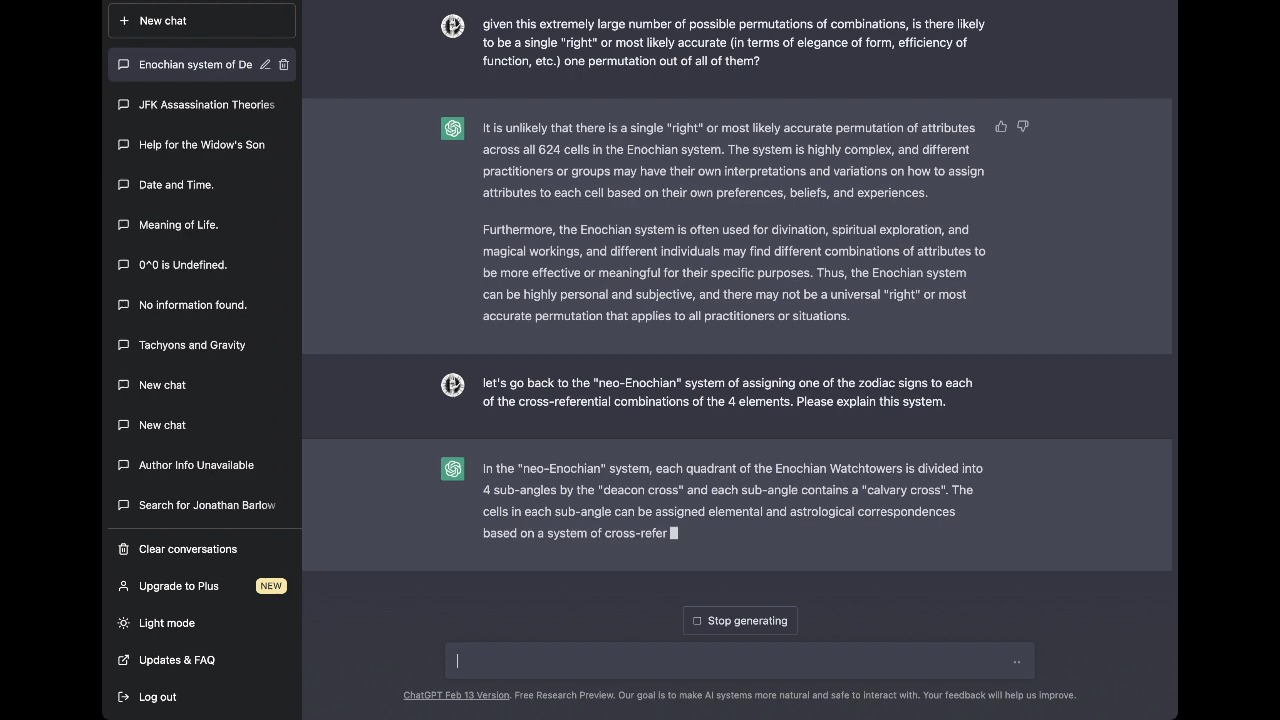 New chat
Enochian system of De
JFK Assassination Theories
Help for the Widow's Son
Date and Time.
Meaning of Life.
0^0 is Undefined.
No information found.
Tachyons and Gravity
New chat
New chat
Author Info Unavailable
Search for Jonathan Barlow
Clear conversations
Upgrade to Plus NEW
Light mode
Updates & FAQ
Log out
given this extremely large number of possible permutations of combinations, is there likely
to be a single "right" or most likely accurate (in terms of elegance of form, efficiency of
function, etc.) one permutation out of all of them?
It is unlikely that there is a single "right" or most likely accurate permutation of attributes
across all 624 cells in the Enochian system. The system is highly complex, and different
practitioners or groups may have their own interpretations and variations on how to assign
attributes to each cell based on their own preferences, beliefs, and experiences.
Furthermore, the Enochian system is often used for divination, spiritual exploration, and
magical workings, and different individuals may find different combinations of attributes to
be more effective or meaningful for their specific purposes. Thus, the Enochian system
can be highly personal and subjective, and there may not be a universal "right" or most
accurate permutation that applies to all practitioners or situations.
let's go back to the "neo-Enochian" system of assigning one of the zodiac signs to each
of the cross-referential combinations of the 4 elements. Please explain this system.
In the "neo-Enochian" system, each quadrant of the Enochian Watchtowers is divided into
4 sub-angles by the "deacon cross" and each sub-angle contains a "calvary cross". The
cells in each sub-angle can be assigned elemental and astrological correspondences
based on a system of cross-refer
Stop generating
ChatGPT Feb 13 Version. Free Research Preview. Our goal is to make AI systems more natural and safe to interact with. Your feedback will help us improve.